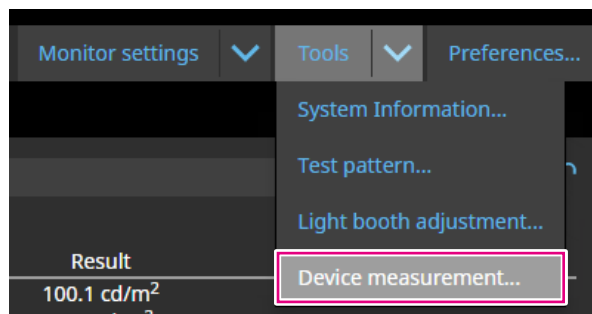 Monitor settings Tools Preferences...
System Information...
Test pattern...
Light booth adjustment...
Result
Device measurement...
100.1 cd/m²